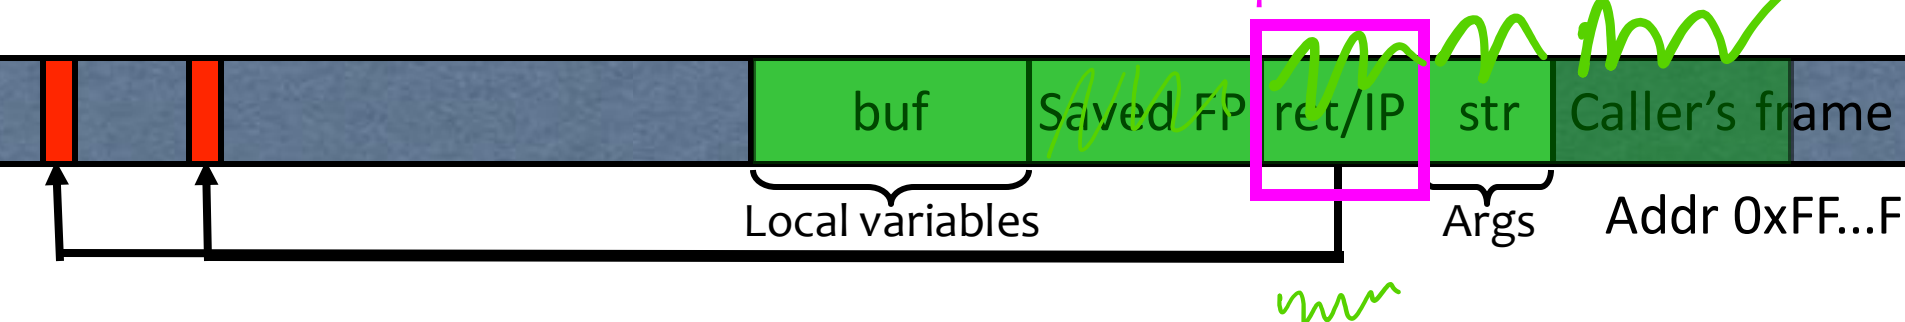 buf Saved FP ret/IP str Caller's frame
Local variables Args Addr 0xFF...F